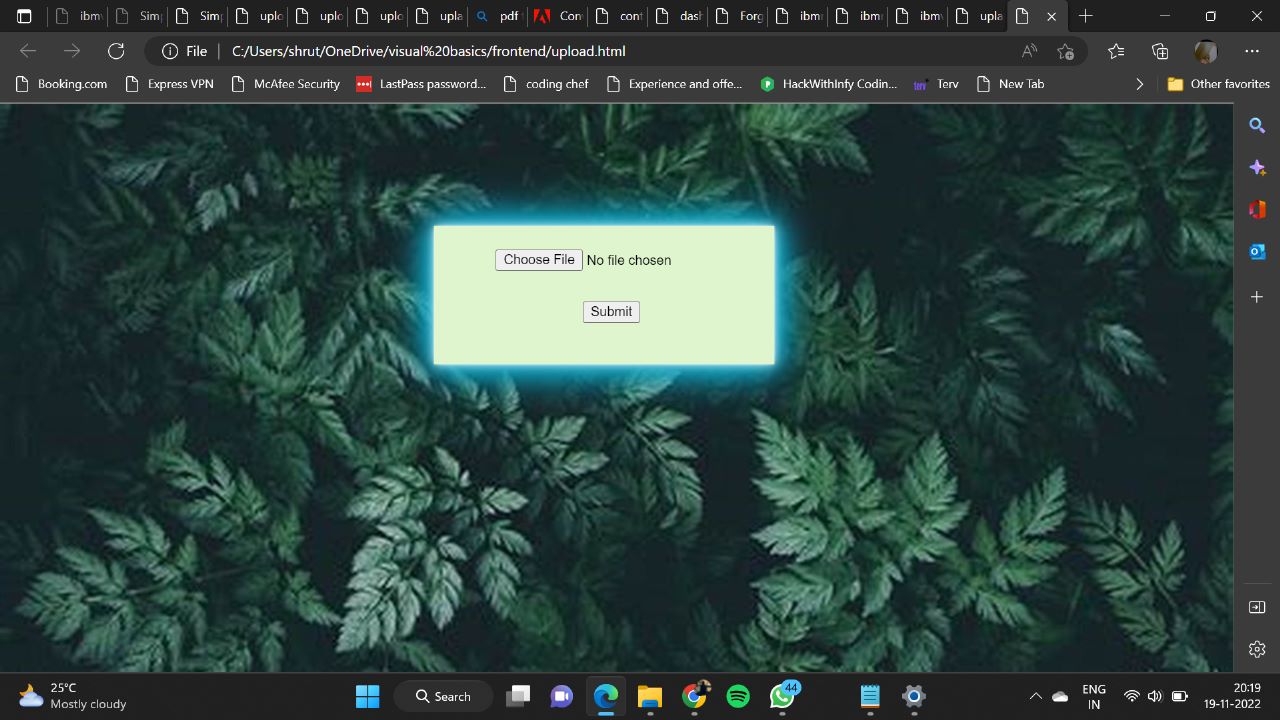 ibm Simp Simp uplo uplo uplo upla pdf t Con cont dash Forg ibm ibm ibm upla
File C:/Users/shrut/OneDrive/visual%20basics/frontend/upload.html
Booking.com Express VPN McAfee Security LastPass password... coding chef Experience and offe... HackWithInfy Codin... Terv New Tab Other favorites
Choose File No file chosen
Submit
25°C
Mostly cloudy
Search
44
ENG
IN
20:19
19-11-2022